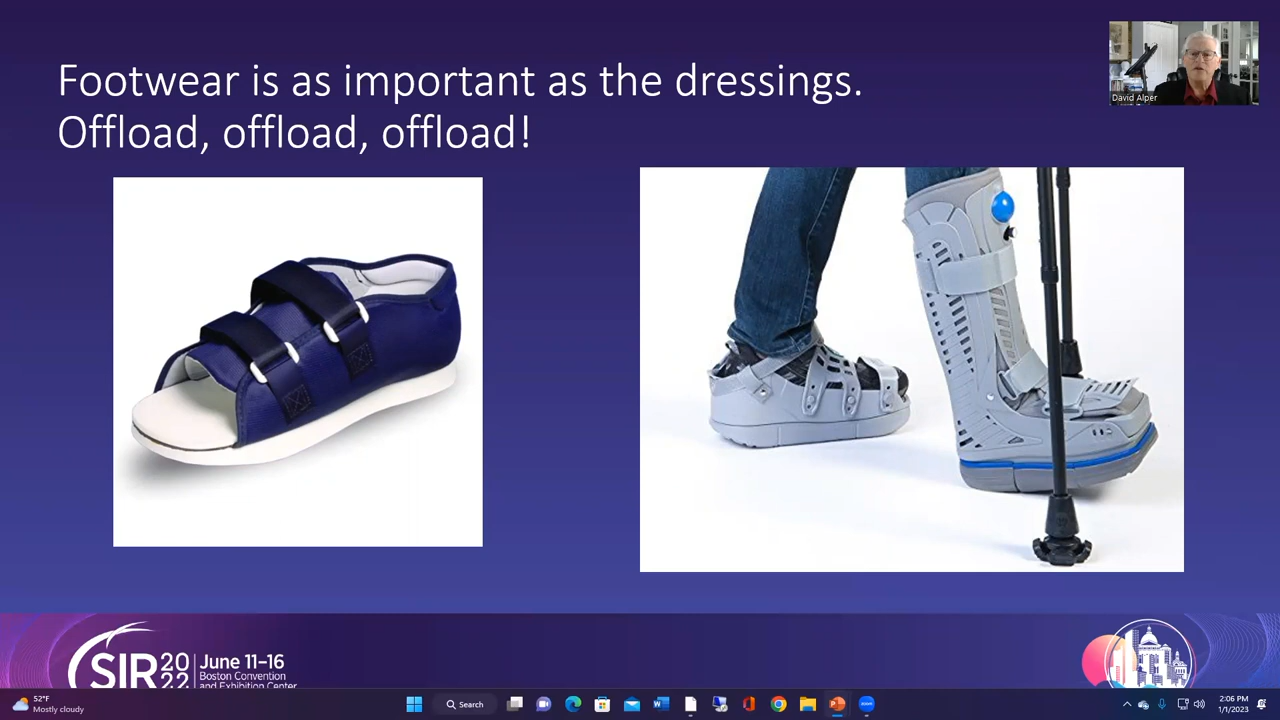 Footwear is as important as the dressings.
Offload, offload, offload!
David Alper
SIR 20
22
June 11–16
Boston Convention
and Exhibition Center
52°F
Mostly cloudy
Search
2:06 PM
1/1/2023